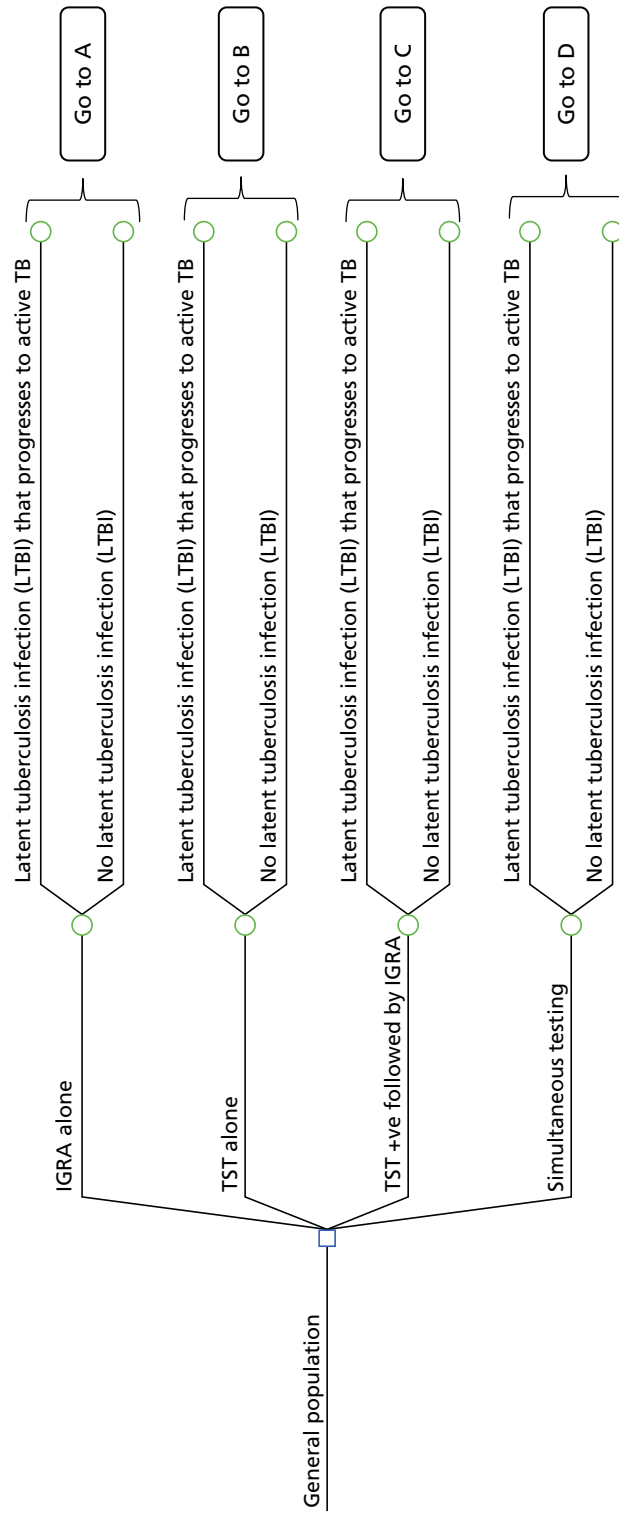 General population
IGRA alone
Latent tuberculosis infection (LTBI) that progresses to active TB
No latent tuberculosis infection (LTBI)
Go to A
TST alone
Latent tuberculosis infection (LTBI) that progresses to active TB
No latent tuberculosis infection (LTBI)
Go to B
TST +ve followed by IGRA
Latent tuberculosis infection (LTBI) that progresses to active TB
No latent tuberculosis infection (LTBI)
Go to C
Simultaneous testing
Latent tuberculosis infection (LTBI) that progresses to active TB
No latent tuberculosis infection (LTBI)
Go to D